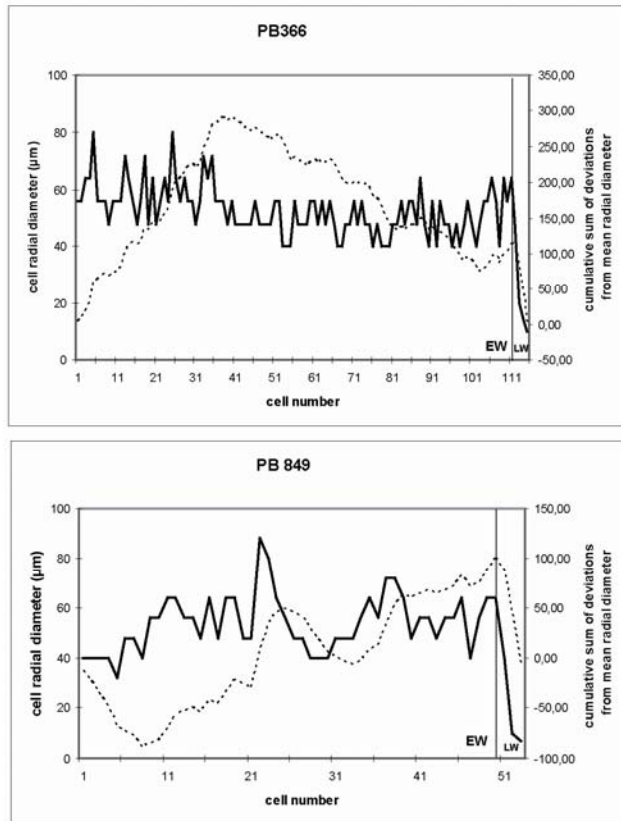 PB366
cell radial diameter (µm)
100
80
60
40
20
0
350,00
300,00
250,00
200,00
150,00
100,00
50,00
0,00
-50,00
cumulative sum of deviations
from mean radial diameter
EW
LW
1 11 21 31 41 51 61 71 81 91 101 111
cell number
PB 849
cell radial diameter (µm)
100
80
60
40
20
0
150,00
100,00
50,00
0,00
-50,00
-100,00
cumulative sum of deviations
from mean radial diameter
EW
LW
1 11 21 31 41 51
cell number